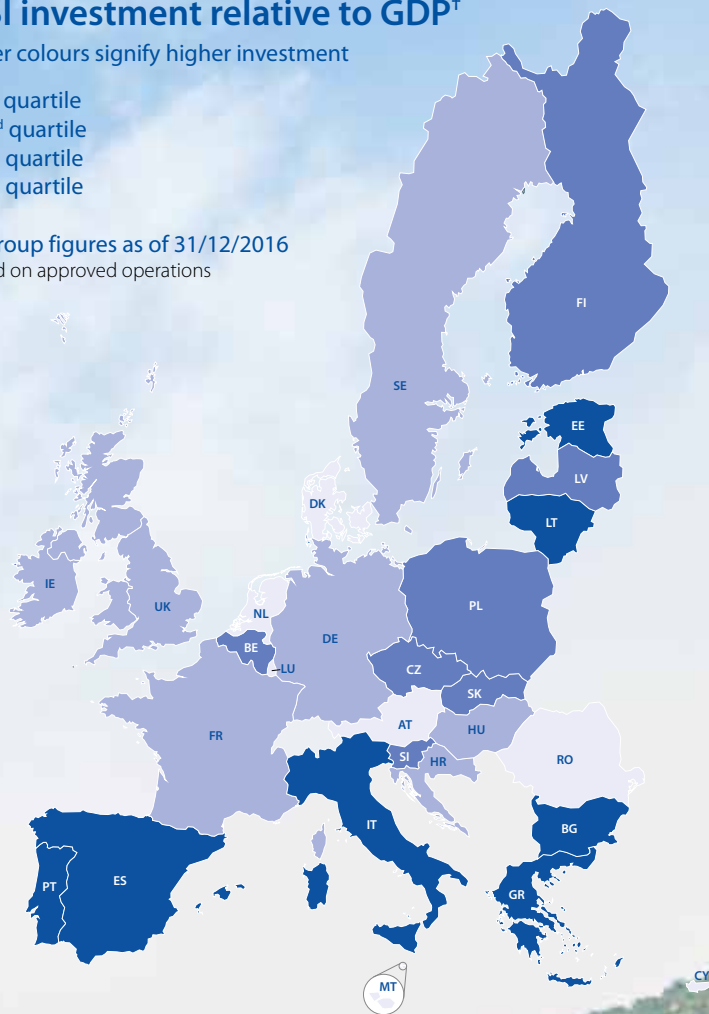 investment relative to GDP†
colours signify higher investment
quartile
quartile
quartile
quartile
figures as of 31/12/2016
on approved operations
FI
SE
EE
LV
DK
LT
IE
UK
NL
PL
DE
BE
LU
CZ
SK
AT
HU
FR
SI
HR
RO
IT
BG
PT
ES
GR
MT
CY